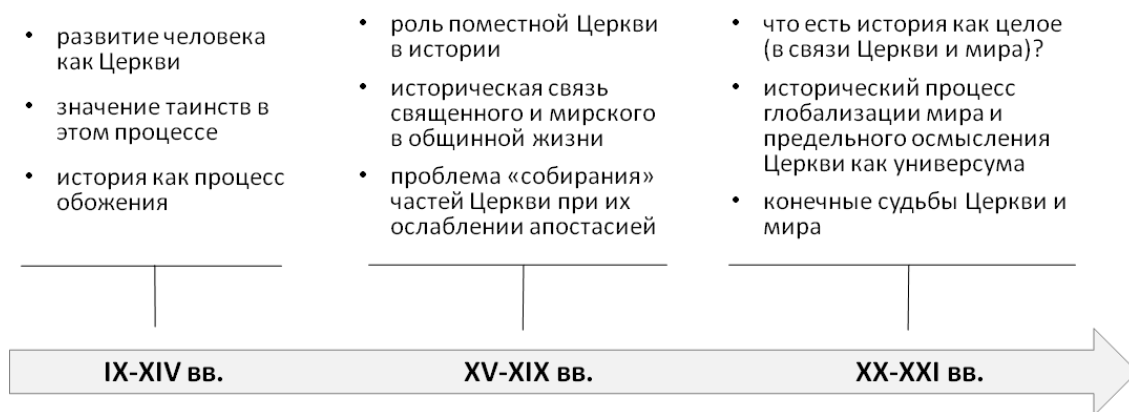 • развитие человека
как Церкви
• значение таинств в
этом процессе
• история как процесс
обожения
• роль поместной Церкви
в истории
• историческая связь
священного и мирского
в общинной жизни
• проблема «собирания»
частей Церкви при их
ослаблении апостасией
• что есть история как целое
(в связи Церкви и мира)?
• исторический процесс
глобализации мира и
предельного осмысления
Церкви как универсума
• конечные судьбы Церкви и
мира
IX-XIV вв.
XV-XIX вв.
XX-XXI вв.